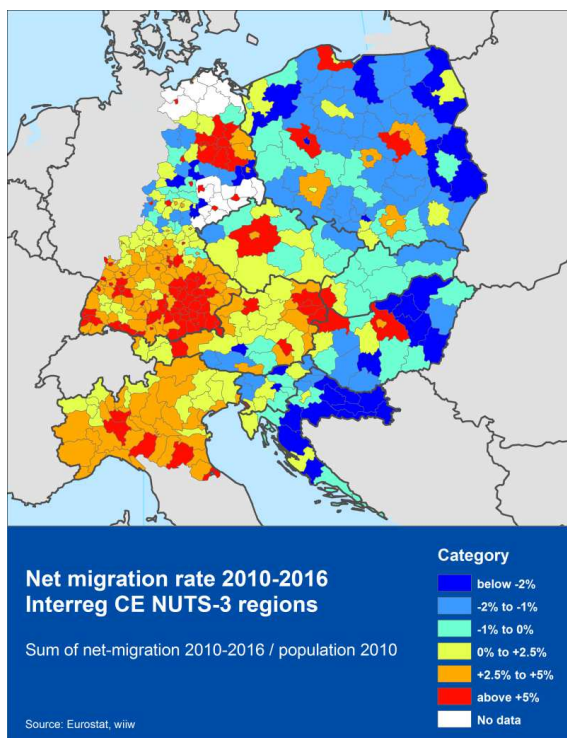 Net migration rate 2010-2016
Interreg CE NUTS-3 regions
Sum of net-migration 2010-2016 / population 2010
Source: Eurostat, wiiw
Category
below -2%
-2% to -1%
-1% to 0%
0% to +2.5%
+2.5% to +5%
above +5%
No data